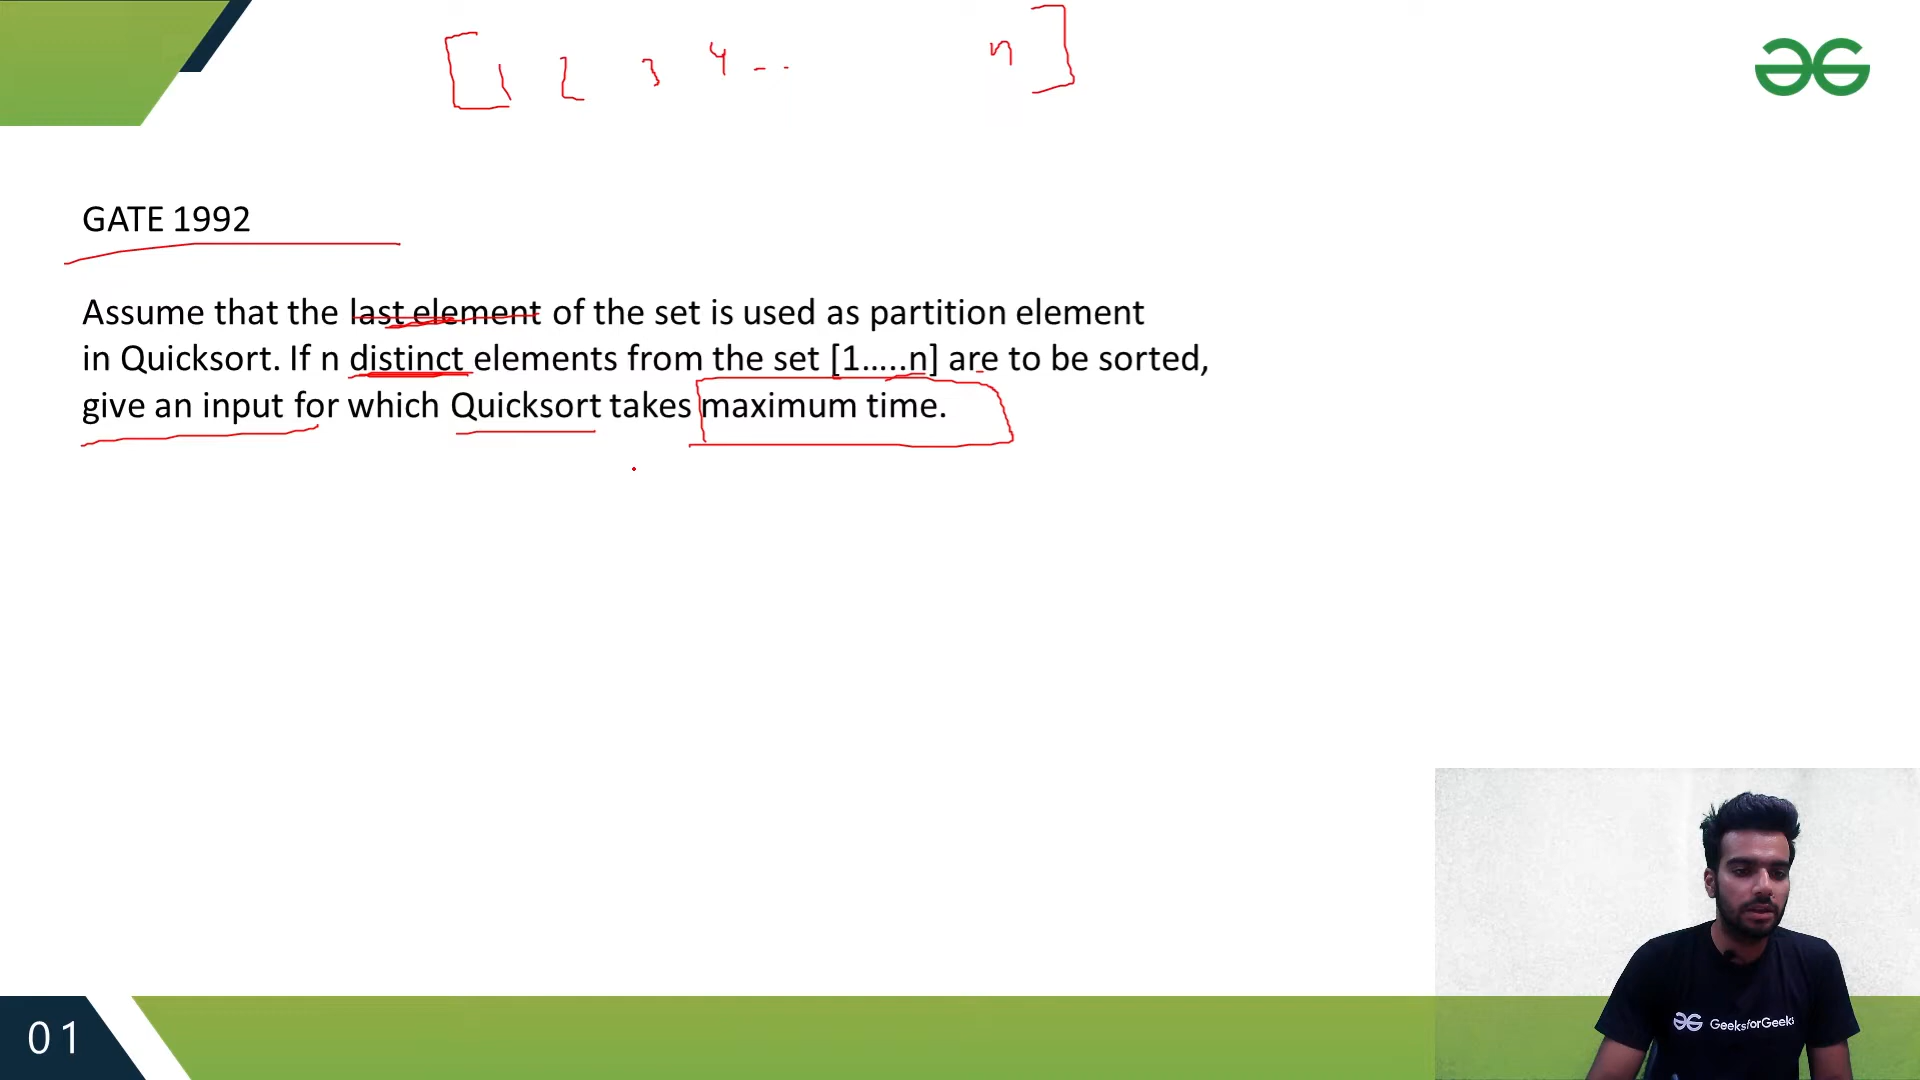 [1 2 3 4 -- n]
GATE 1992
Assume that the last element of the set is used as partition element
in Quicksort. If n distinct elements from the set [1.....n] are to be sorted,
give an input for which Quicksort takes maximum time.
GeeksforGeeks
01